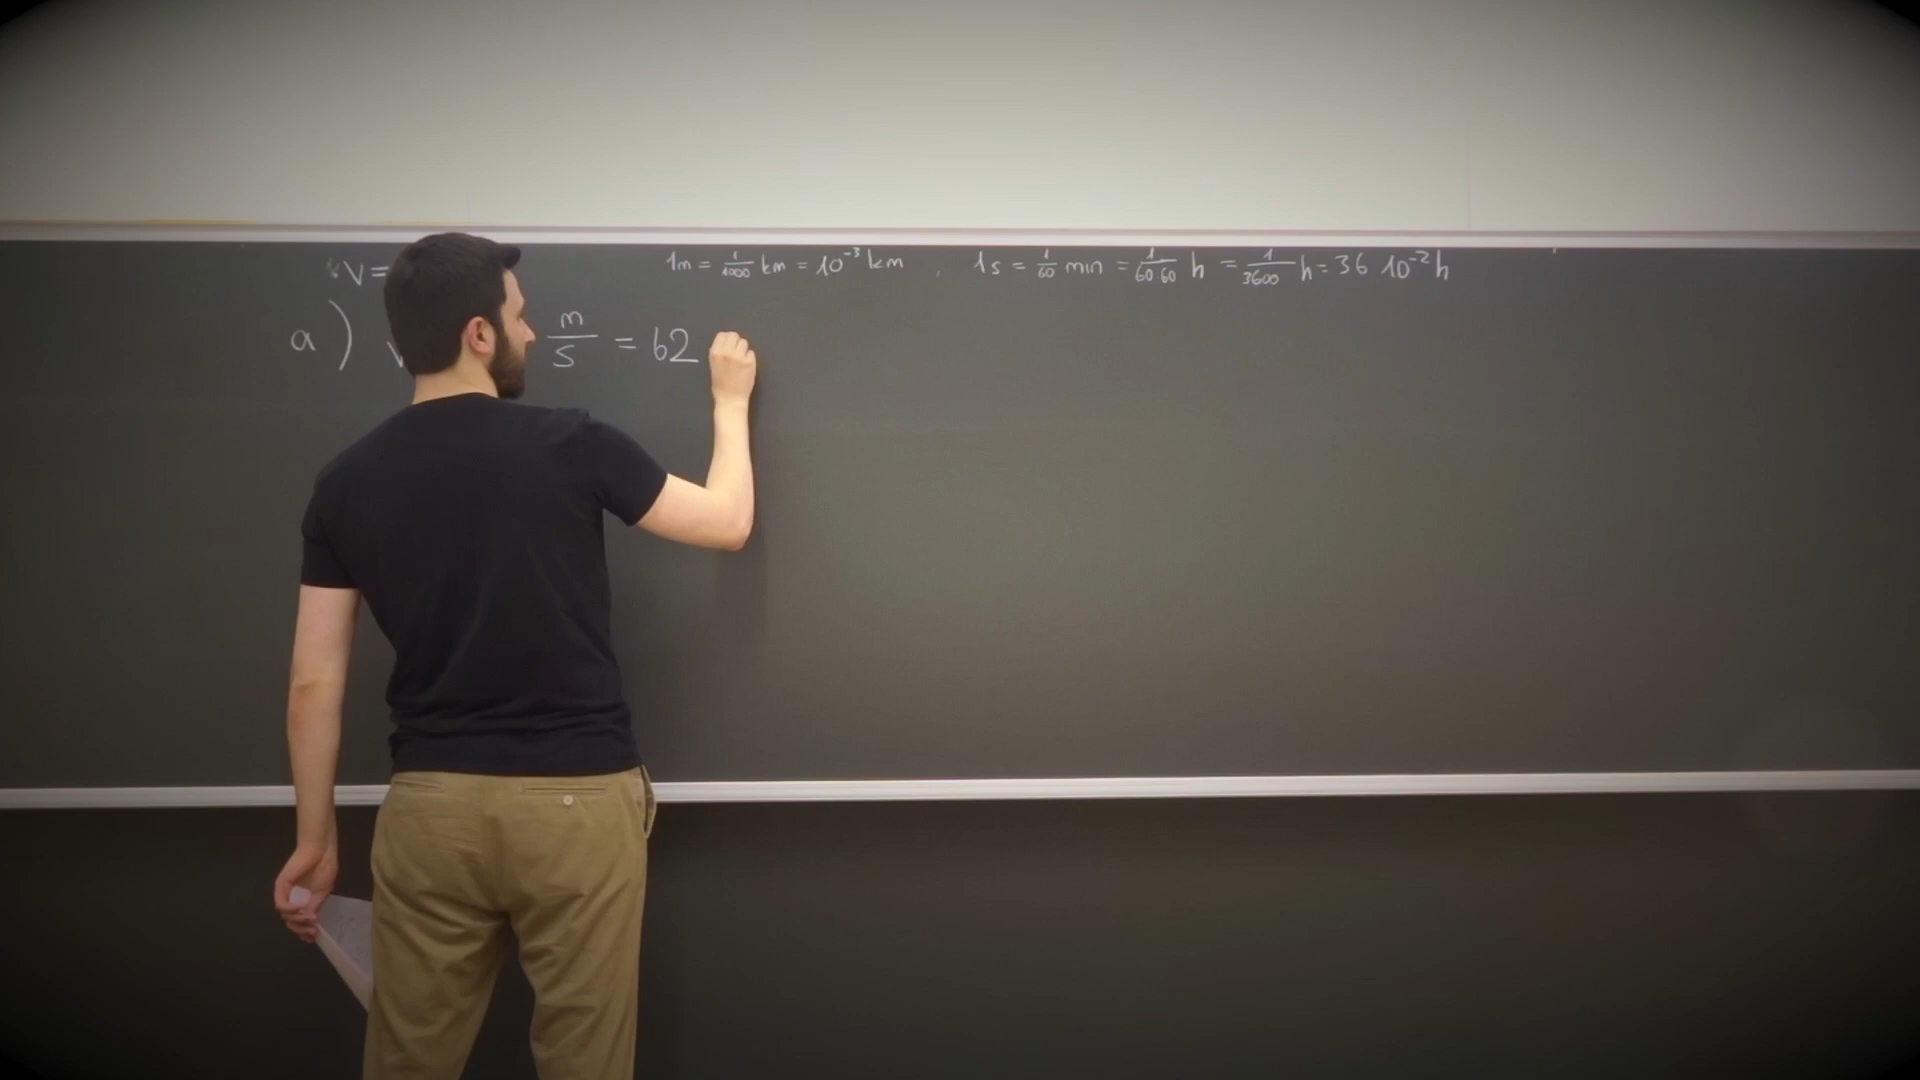 V = 1m = 1/1000 km = 10⁻³ km , 1s = 1/60 min = 1/60·60 h = 1/3600 h = 36 10⁻² h
a) m/s = 62